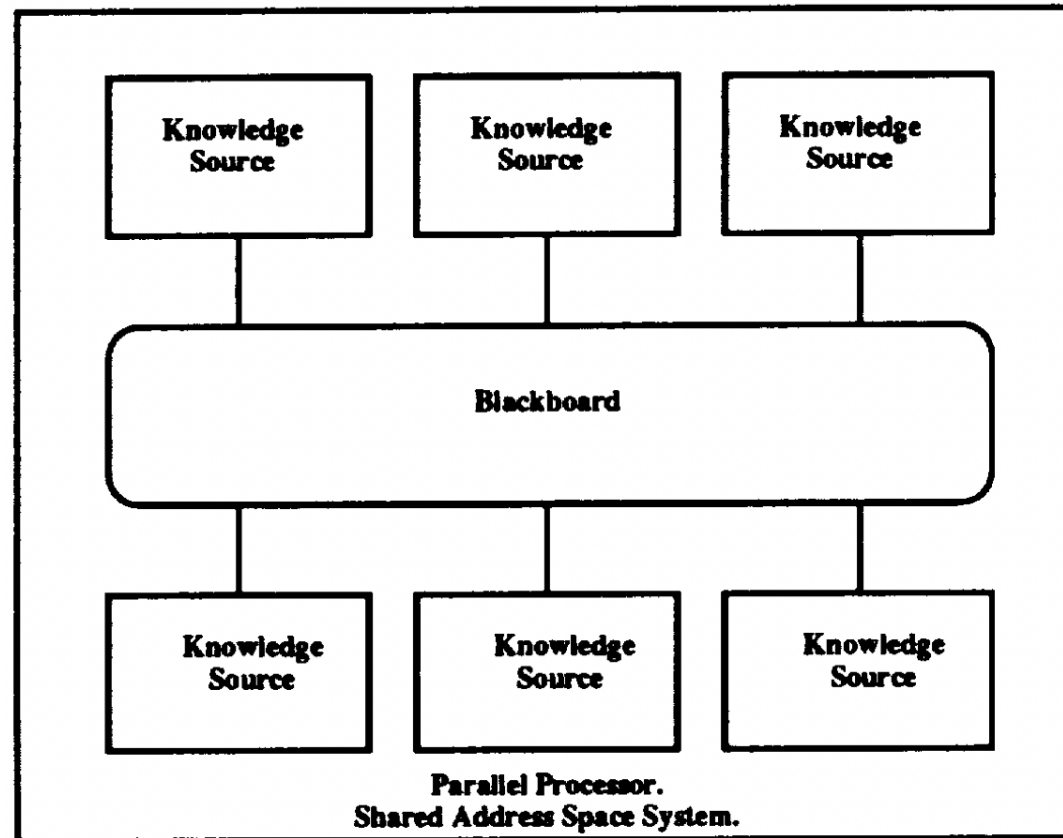 Knowledge
Source
Knowledge
Source
Knowledge
Source
Blackboard
Knowledge
Source
Knowledge
Source
Knowledge
Source
Parallel Processor.
Shared Address Space System.